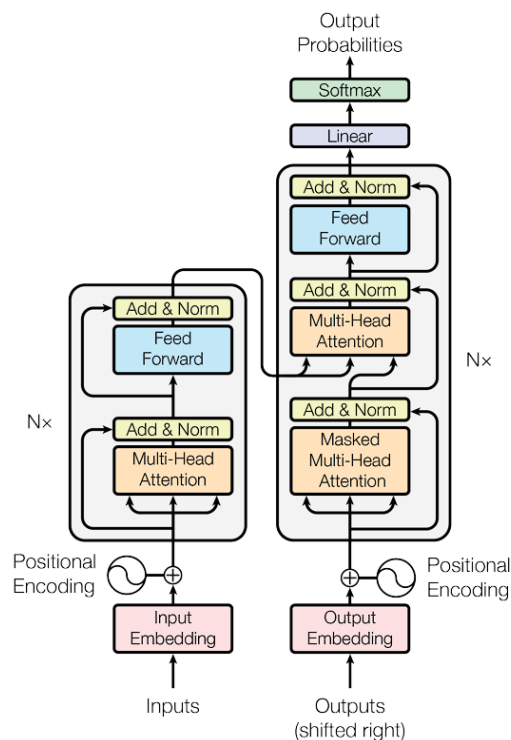 Output
Probabilities
Softmax
Linear
Add & Norm
Feed
Forward
Add & Norm
Multi-Head
Attention
Add & Norm
Masked
Multi-Head
Attention
N×
Add & Norm
Feed
Forward
Add & Norm
Multi-Head
Attention
N×
Positional
Encoding
Positional
Encoding
Input
Embedding
Output
Embedding
Inputs
Outputs
(shifted right)